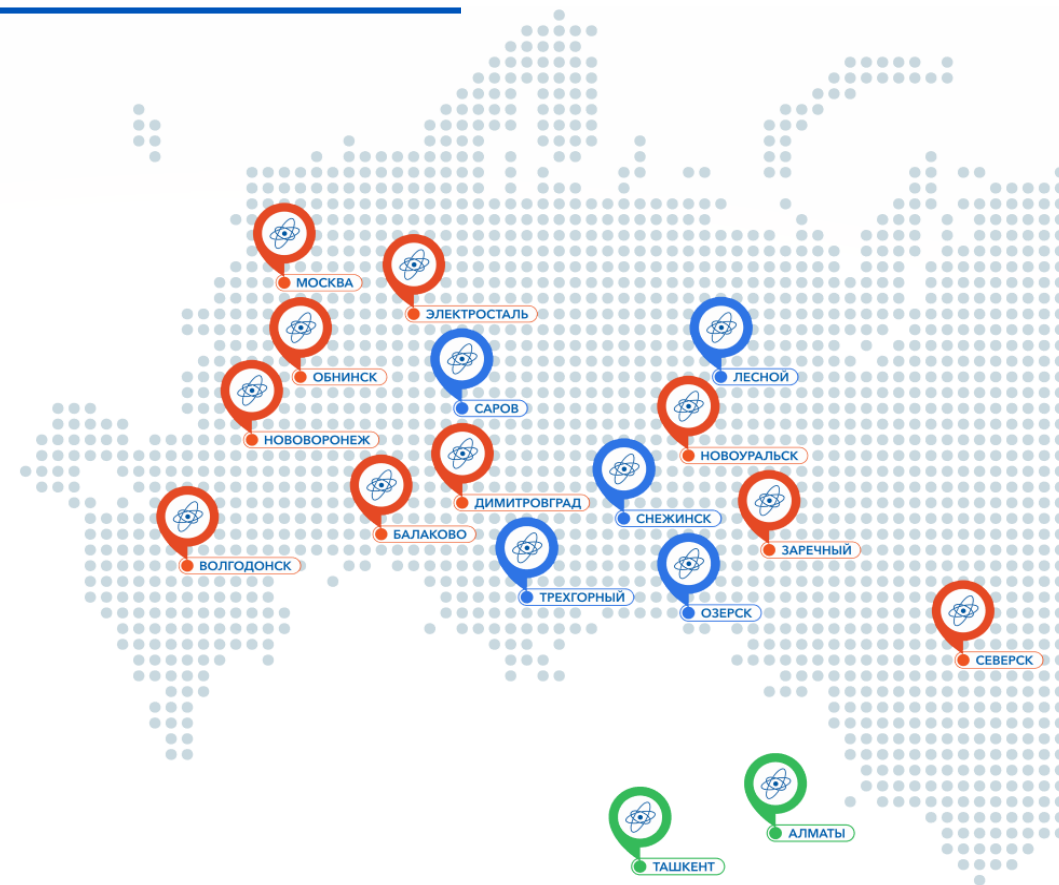 МОСКВА
ЭЛЕКТРОСТАЛЬ
ОБНИНСК
ЛЕСНОЙ
САРОВ
НОВОВОРОНЕЖ
НОВОУРАЛЬСК
ДИМИТРОВГРАД
СНЕЖИНСК
БАЛАКОВО
ЗАРЕЧНЫЙ
ВОЛГОДОНСК
ТРЕХГОРНЫЙ
ОЗЕРСК
СЕВЕРСК
АЛМАТЫ
ТАШКЕНТ